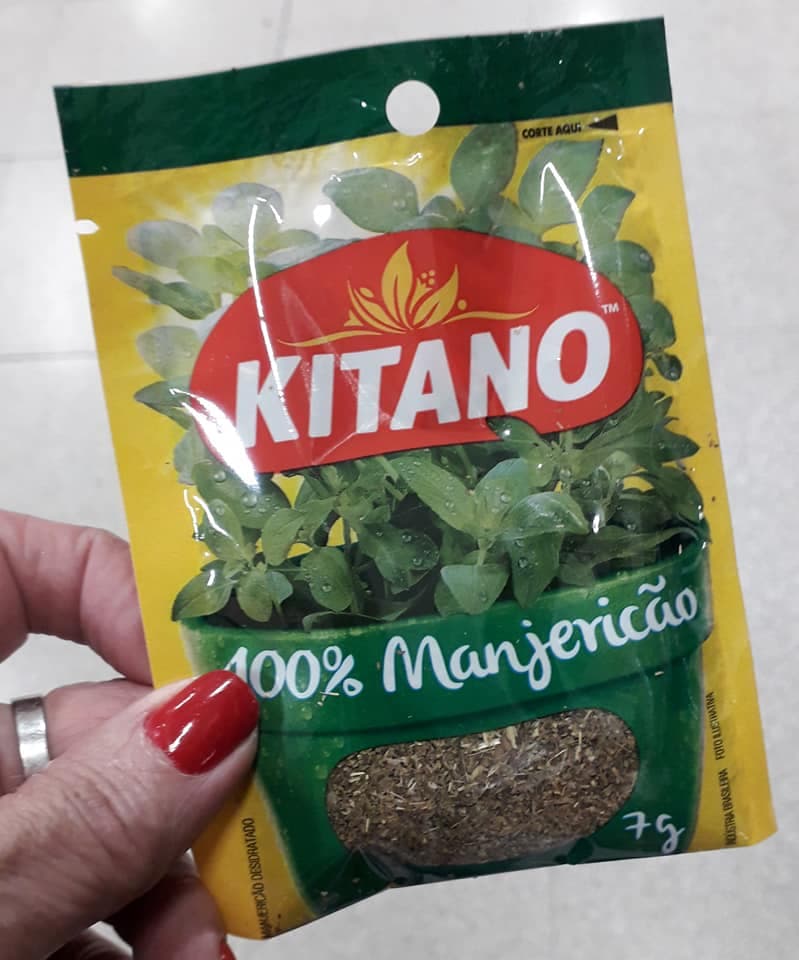 CORTE AQUI
KITANO™
100% Manjericão
7g
MANJERICÃO DESIDRATADO
INDÚSTRIA BRASILEIRA FOTO ILUSTRATIVA